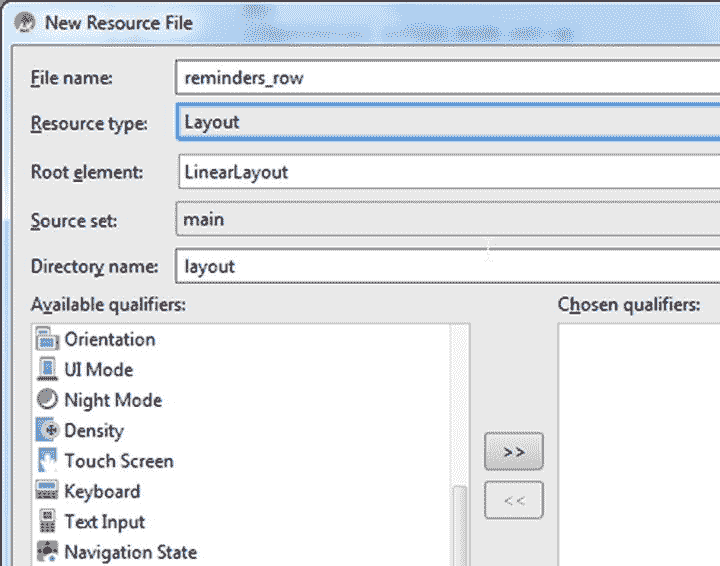 New Resource File
File name: reminders_row
Resource type: Layout
Root element: LinearLayout
Source set: main
Directory name: layout
Available qualifiers: Chosen qualifiers:
Orientation
UI Mode
Night Mode
Density
Touch Screen
>>
Keyboard
<<
Text Input
Navigation State